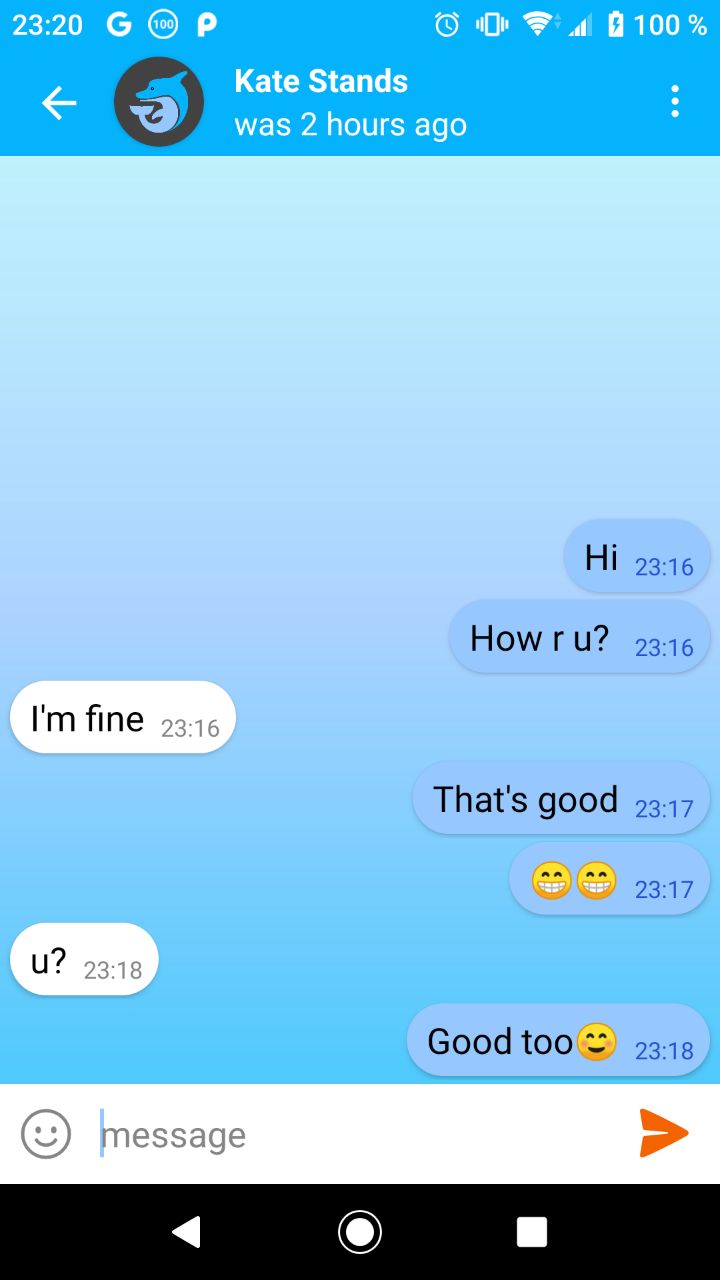 23:20 G 100 P 100 %
Kate Stands
was 2 hours ago
Hi 23:16
How r u? 23:16
I'm fine 23:16
That's good 23:17
😁😁 23:17
u? 23:18
Good too😊 23:18
message